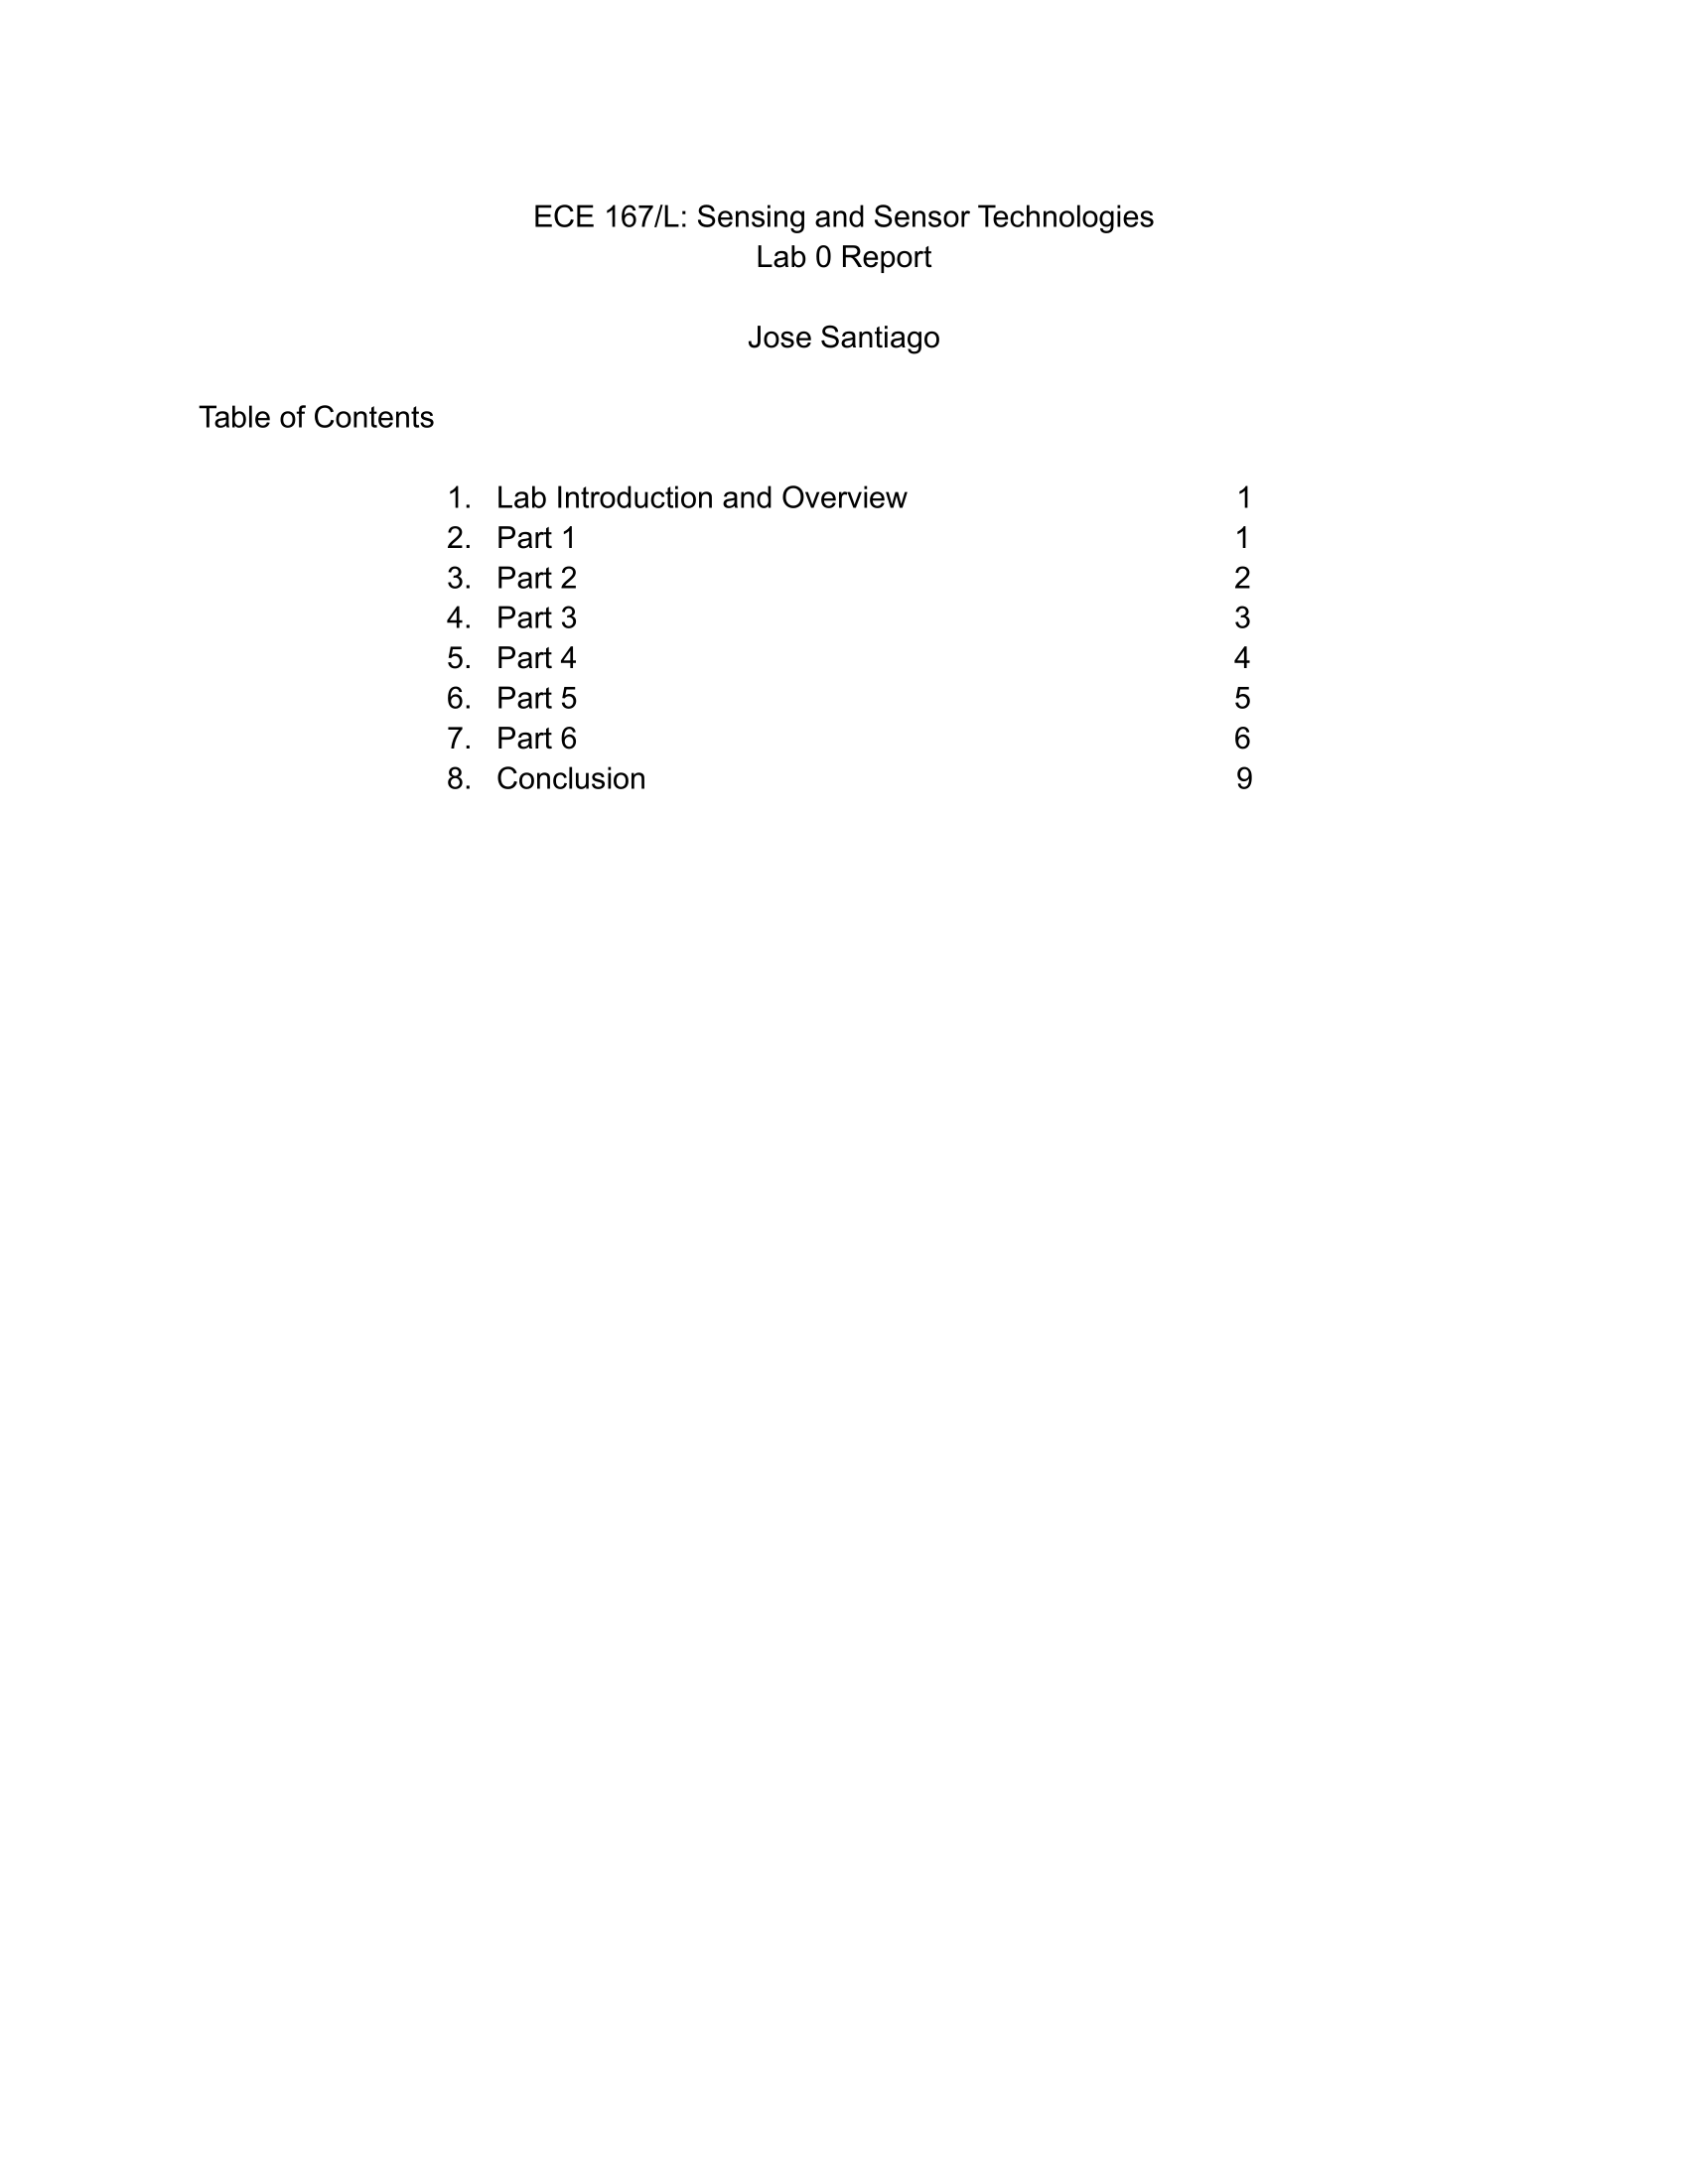 ECE 167/L: Sensing and Sensor Technologies
Lab 0 Report
Jose Santiago
Table of Contents
1. Lab Introduction and Overview 1
2. Part 1 1
3. Part 2 2
4. Part 3 3
5. Part 4 4
6. Part 5 5
7. Part 6 6
8. Conclusion 9